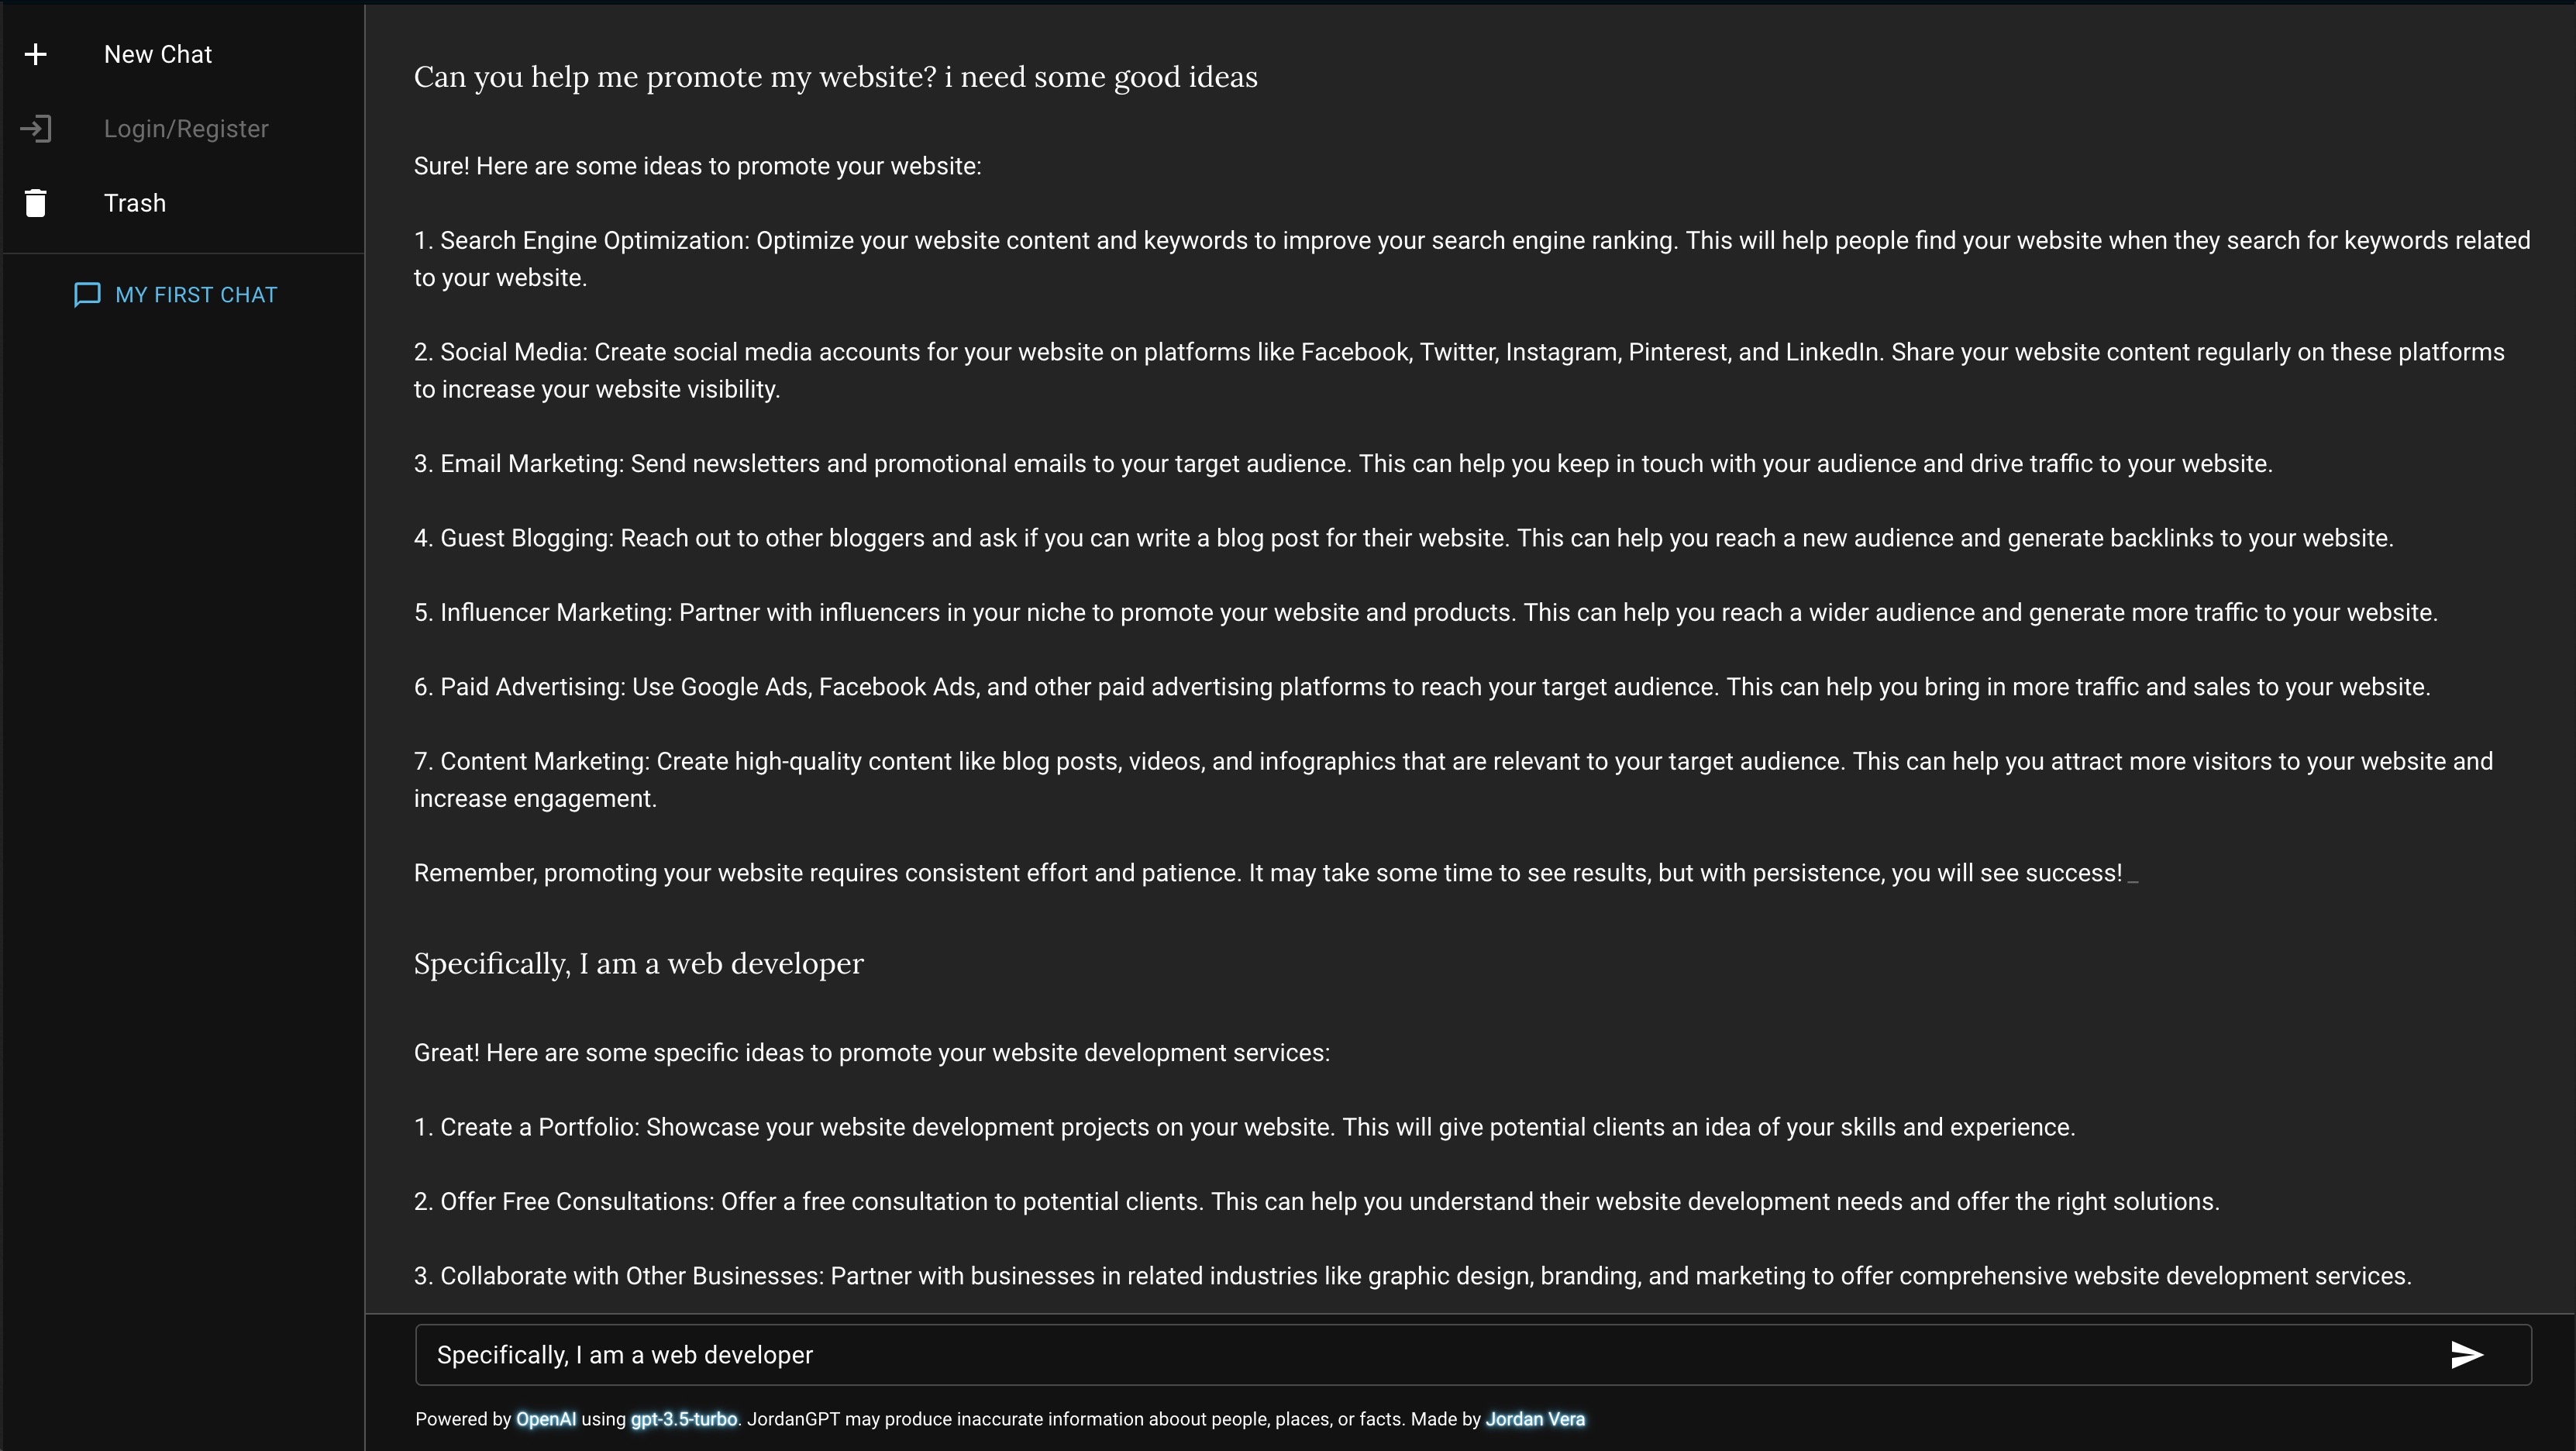 New Chat
Login/Register
Trash
MY FIRST CHAT
Can you help me promote my website? i need some good ideas
Sure! Here are some ideas to promote your website:
1. Search Engine Optimization: Optimize your website content and keywords to improve your search engine ranking. This will help people find your website when they search for keywords related
to your website.
2. Social Media: Create social media accounts for your website on platforms like Facebook, Twitter, Instagram, Pinterest, and LinkedIn. Share your website content regularly on these platforms
to increase your website visibility.
3. Email Marketing: Send newsletters and promotional emails to your target audience. This can help you keep in touch with your audience and drive traffic to your website.
4. Guest Blogging: Reach out to other bloggers and ask if you can write a blog post for their website. This can help you reach a new audience and generate backlinks to your website.
5. Influencer Marketing: Partner with influencers in your niche to promote your website and products. This can help you reach a wider audience and generate more traffic to your website.
6. Paid Advertising: Use Google Ads, Facebook Ads, and other paid advertising platforms to reach your target audience. This can help you bring in more traffic and sales to your website.
7. Content Marketing: Create high-quality content like blog posts, videos, and infographics that are relevant to your target audience. This can help you attract more visitors to your website and
increase engagement.
Remember, promoting your website requires consistent effort and patience. It may take some time to see results, but with persistence, you will see success! _
Specifically, I am a web developer
Great! Here are some specific ideas to promote your website development services:
1. Create a Portfolio: Showcase your website development projects on your website. This will give potential clients an idea of your skills and experience.
2. Offer Free Consultations: Offer a free consultation to potential clients. This can help you understand their website development needs and offer the right solutions.
3. Collaborate with Other Businesses: Partner with businesses in related industries like graphic design, branding, and marketing to offer comprehensive website development services.
Specifically, I am a web developer
Powered by OpenAI using gpt-3.5-turbo. JordanGPT may produce inaccurate information aboout people, places, or facts. Made by Jordan Vera